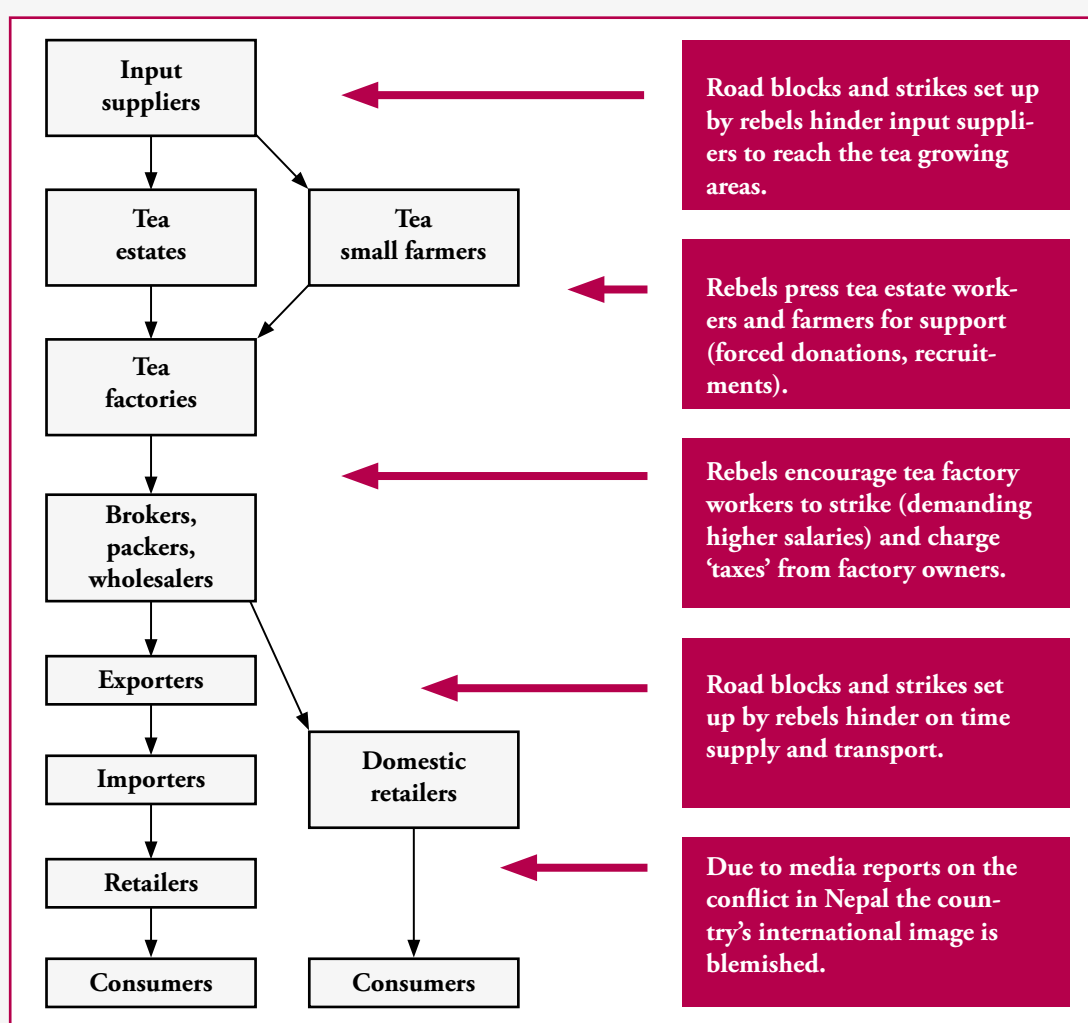 Input
suppliers
Road blocks and strikes set up
by rebels hinder input suppli-
ers to reach the tea growing
areas.
Tea
estates
Tea
small farmers
Rebels press tea estate work-
ers and farmers for support
(forced donations, recruit-
ments).
Tea
factories
Rebels encourage tea factory
workers to strike (demanding
higher salaries) and charge
‘taxes’ from factory owners.
Brokers,
packers,
wholesalers
Exporters
Road blocks and strikes set
up by rebels hinder on time
supply and transport.
Importers
Domestic
retailers
Retailers
Due to media reports on the
conflict in Nepal the coun-
try’s international image is
blemished.
Consumers
Consumers